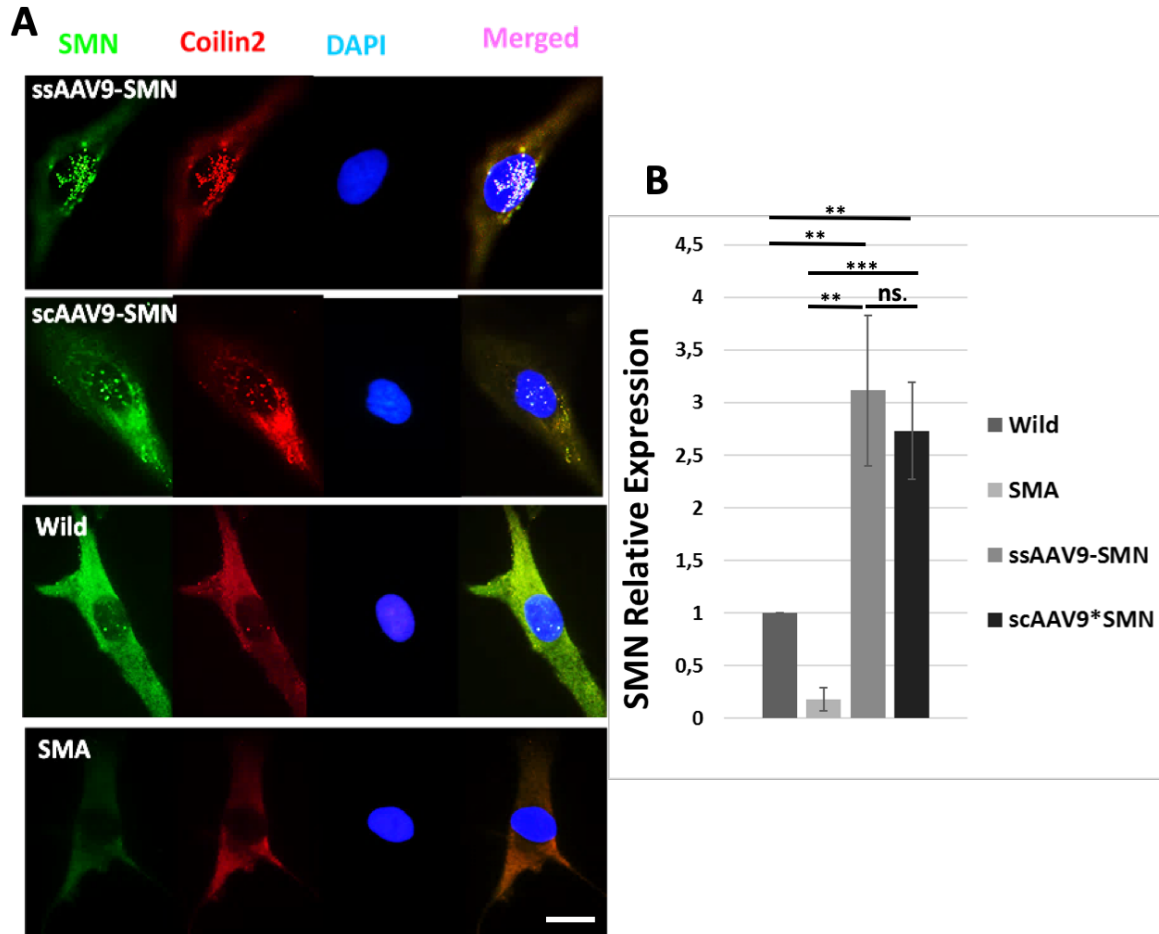 A
SMN Coilin2 DAPI Merged
ssAAV9-SMN
scAAV9-SMN
Wild
SMA
B
**
**
***
** ns.
4,5
4
3,5
3
2,5
2
1,5
1
0,5
0
SMN Relative Expression
Wild
SMA
ssAAV9-SMN
scAAV9*SMN